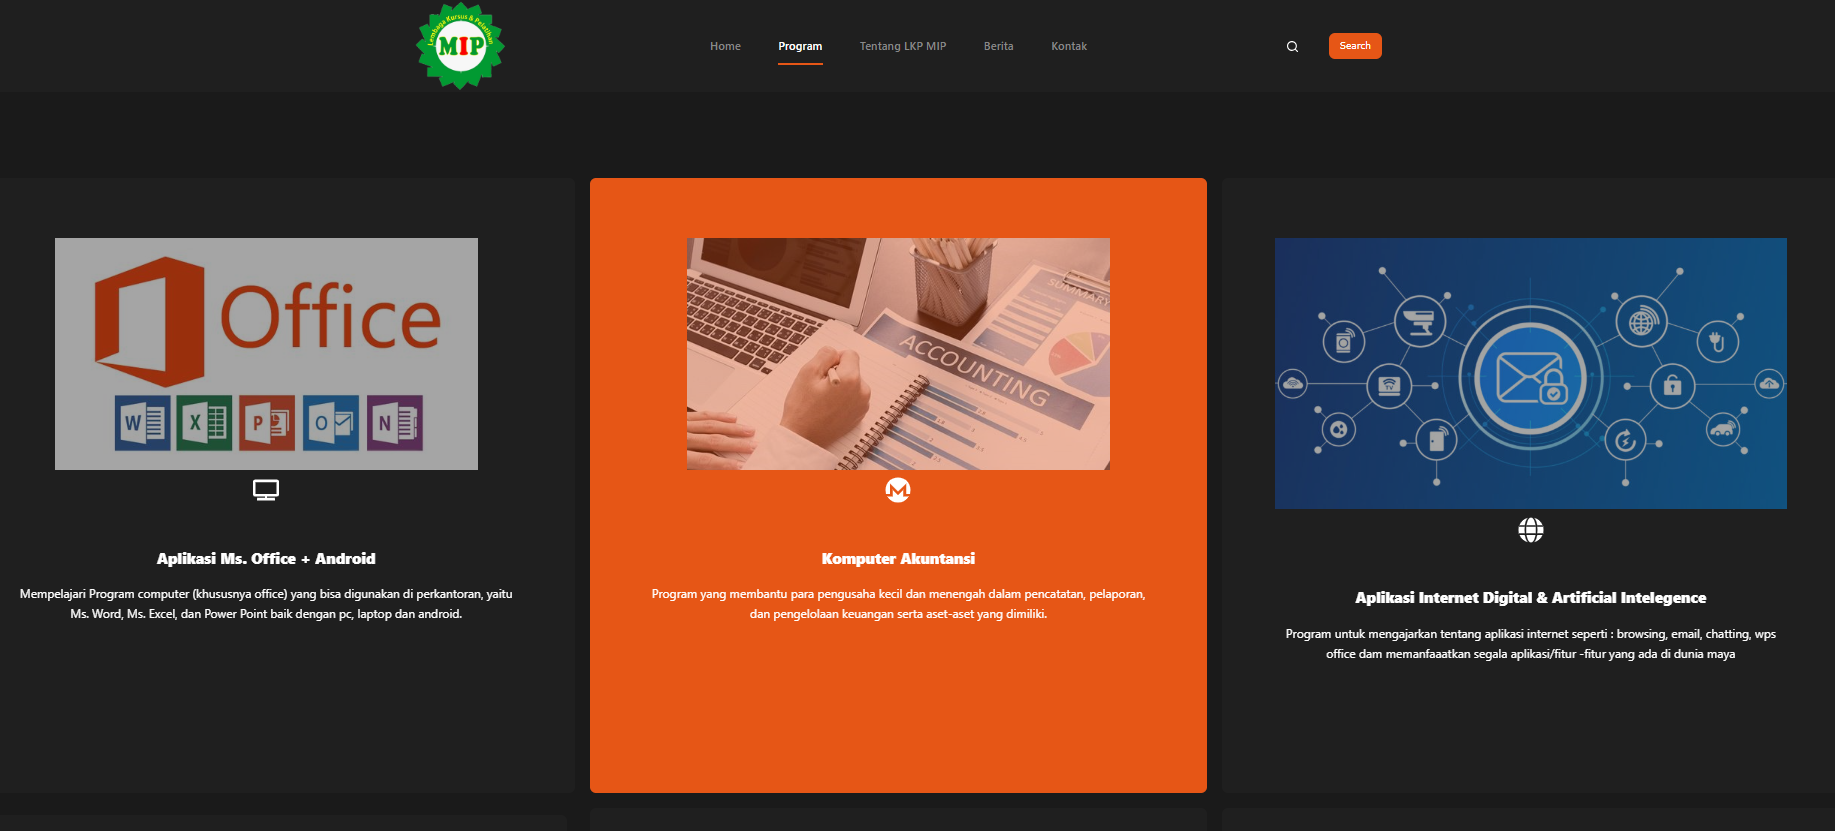 Lembaga Kursus & Pelatihan
MIP
Home
Program
Tentang LKP MIP
Berita
Kontak
Search
Office
W
X
P
O
N
SUMMARY
ACCOUNTING
TV
Aplikasi Ms. Office + Android
Mempelajari Program computer (khususnya office) yang bisa digunakan di perkantoran, yaitu
Ms. Word, Ms. Excel, dan Power Point baik dengan pc, laptop dan android.
Komputer Akuntansi
Program yang membantu para pengusaha kecil dan menengah dalam pencatatan, pelaporan,
dan pengelolaan keuangan serta aset-aset yang dimiliki.
Aplikasi Internet Digital & Artificial Intelegence
Program untuk mengajarkan tentang aplikasi internet seperti : browsing, email, chatting, wps
office dam memanfaaatkan segala aplikasi/fitur -fitur yang ada di dunia maya